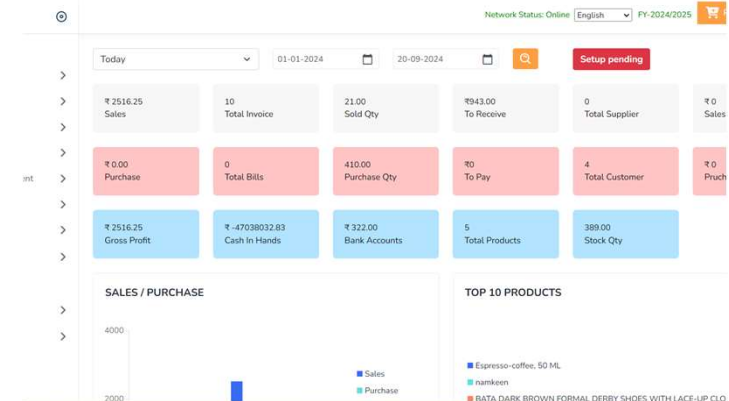 Network Status: Online English FY-2024/2025
Today 01-01-2024 20-09-2024 Setup pending
₹ 2516.25
Sales
10
Total Invoice
21.00
Sold Qty
₹943.00
To Receive
0
Total Supplier
₹ 0
Sales
₹ 0.00
Purchase
0
Total Bills
410.00
Purchase Qty
₹0
To Pay
4
Total Customer
₹ 0
Pruch
nt
₹ 2516.25
Gross Profit
₹ -47038032.83
Cash In Hands
₹ 322.00
Bank Accounts
5
Total Products
389.00
Stock Qty
SALES / PURCHASE
4000
2000
Sales
Purchase
TOP 10 PRODUCTS
Espresso-coffee, 50 ML
namkeen
BATA DARK BROWN FORMAL DERBY SHOES WITH LACE-UP CLO